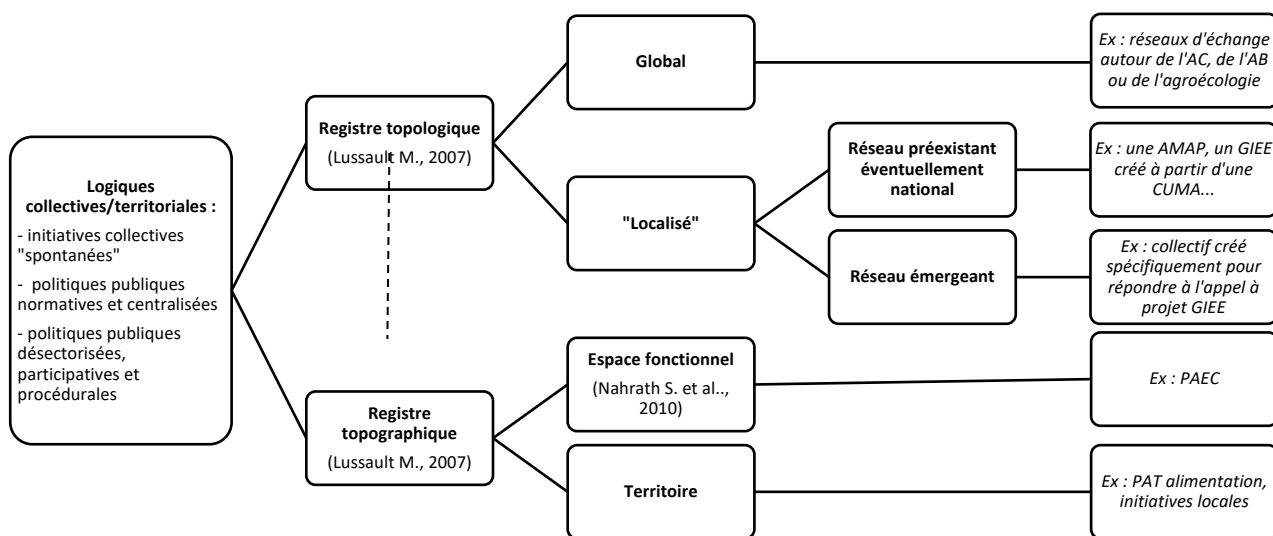 Logiques
collectives/territoriales :
- initiatives collectives
"spontanées"
- politiques publiques
normatives et centralisées
- politiques publiques
désectorisées,
participatives et
procédurales
Registre topologique
(Lussault M., 2007)
Registre
topographique
(Lussault M., 2007)
Global
"Localisé"
Espace fonctionnel
(Nahrath S. et al..,
2010)
Territoire
Réseau préexistant
éventuellement
national
Réseau émergeant
Ex : réseaux d'échange
autour de l'AC, de l'AB
ou de l'agroécologie
Ex : une AMAP, un GIEE
créé à partir d'une
CUMA...
Ex : collectif créé
spécifiquement pour
répondre à l'appel à
projet GIEE
Ex : PAEC
Ex : PAT alimentation,
initiatives locales